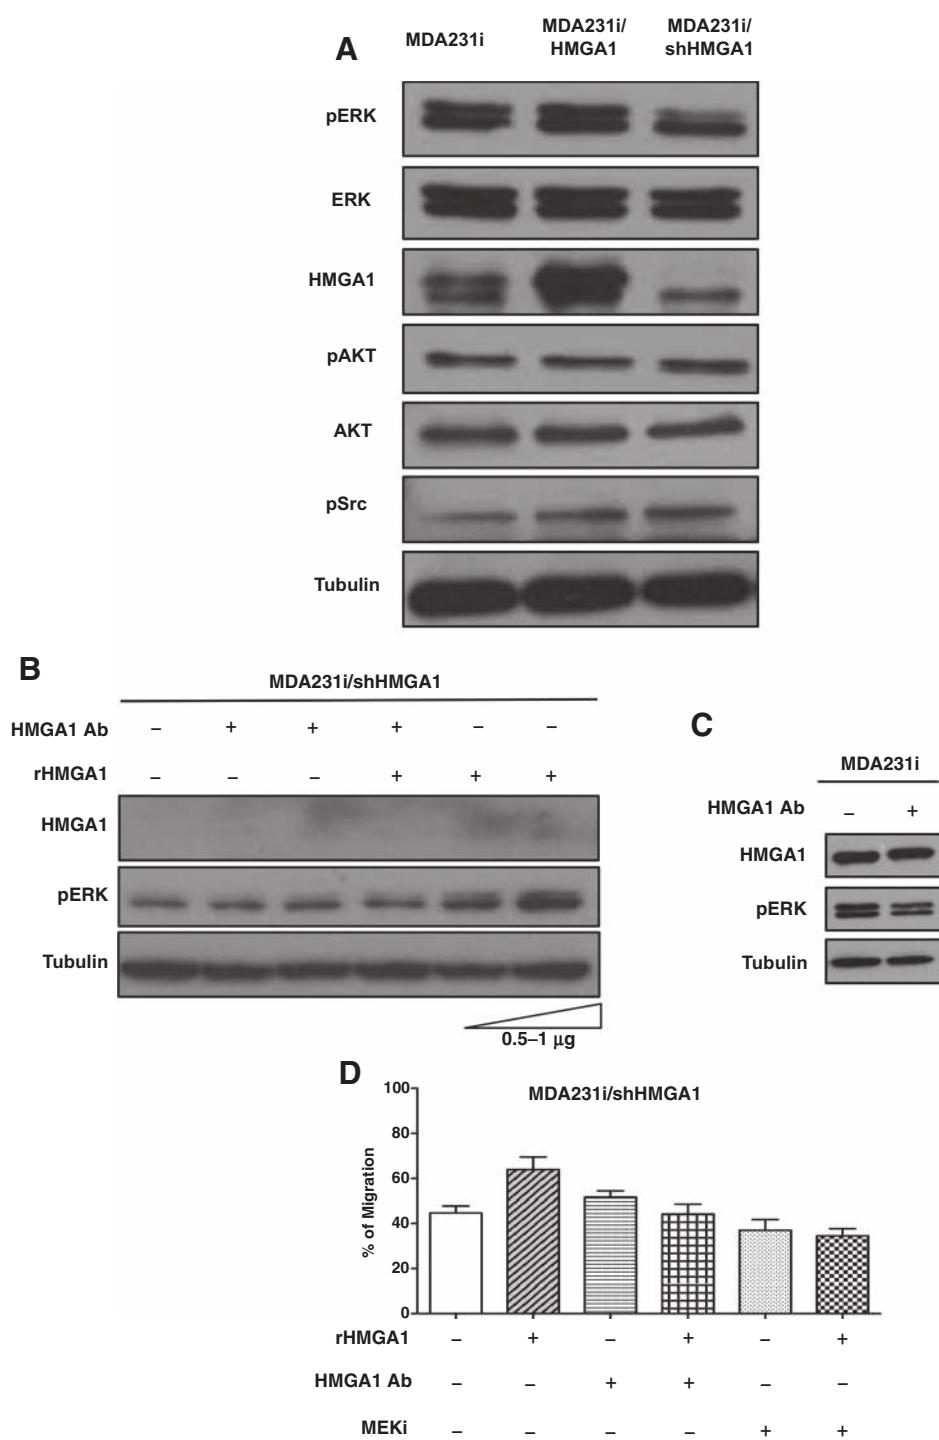 A
MDA231i
MDA231i/
HMGA1
MDA231i/
shHMGA1
pERK
ERK
HMGA1
pAKT
AKT
pSrc
Tubulin
B
MDA231i/shHMGA1
HMGA1 Ab – + + + – –
rHMGA1 – – – + + +
HMGA1
pERK
Tubulin
0.5–1 μg
C
MDA231i
HMGA1 Ab – +
HMGA1
pERK
Tubulin
D
MDA231i/shHMGA1
% of Migration
100
80
60
40
20
0
rHMGA1 – + – + – +
HMGA1 Ab – – + + – –
MEKi – – – – + +